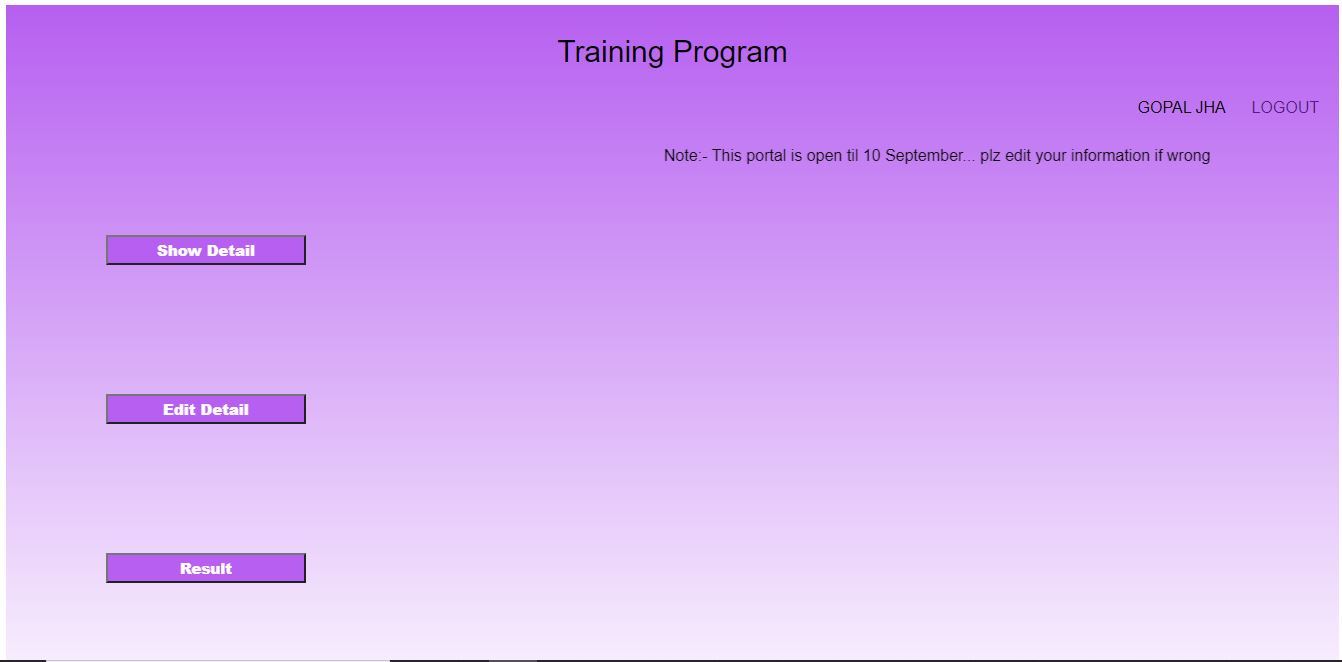 Training Program
GOPAL JHA LOGOUT
Note:- This portal is open til 10 September... plz edit your information if wrong
Show Detail
Edit Detail
Result